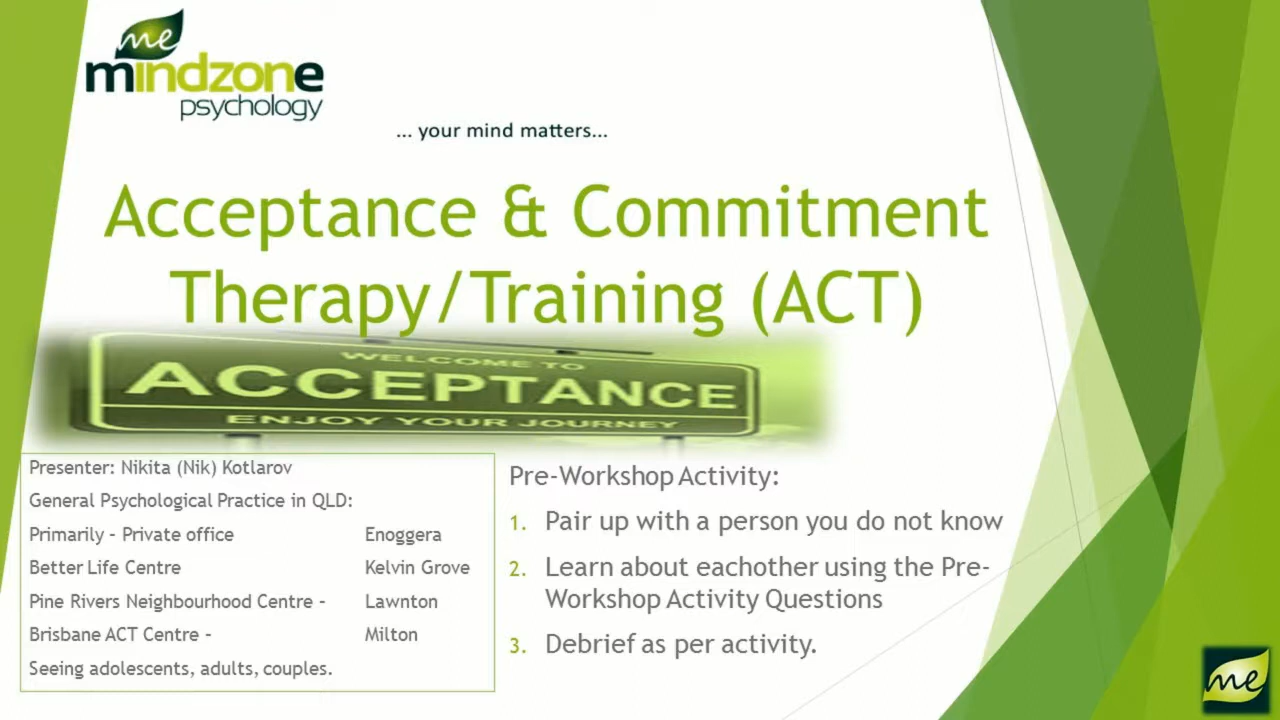 me
mindzone
psychology
... your mind matters...
Acceptance & Commitment
Therapy/Training (ACT)
WELCOME TO
ACCEPTANCE
ENJOY YOUR JOURNEY
Presenter: Nikita (Nik) Kotlarov
General Psychological Practice in QLD:
Primarily – Private office Enoggera
Better Life Centre Kelvin Grove
Pine Rivers Neighbourhood Centre – Lawnton
Brisbane ACT Centre – Milton
Seeing adolescents, adults, couples.
Pre-Workshop Activity:
1. Pair up with a person you do not know
2. Learn about eachother using the Pre-
Workshop Activity Questions
3. Debrief as per activity.
me